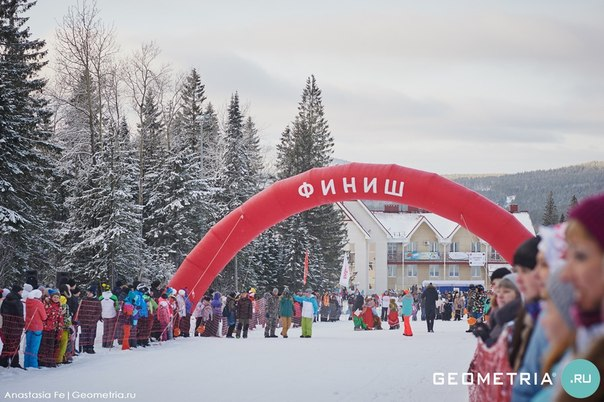 ФИНИШ
GEOMETRIA .RU
Anastasia Fe | Geometria.ru